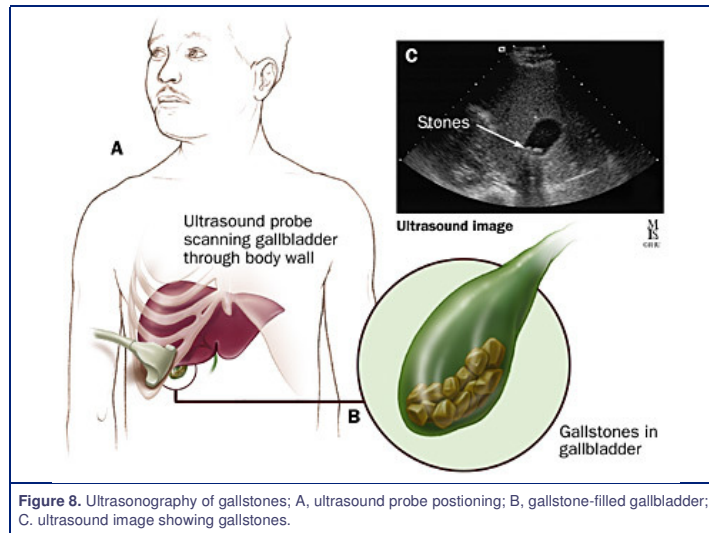 C
Stones
A
Ultrasound image
Ultrasound probe
scanning gallbladder
through body wall
B
Gallstones in
gallbladder
Figure 8. Ultrasonography of gallstones; A, ultrasound probe postioning; B, gallstone-filled gallbladder;
C. ultrasound image showing gallstones.